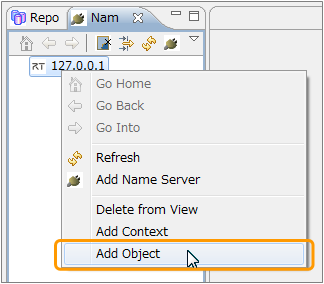 Repo Nam
RT 127.0.0.1
Go Home
Go Back
Go Into
Refresh
Add Name Server
Delete from View
Add Context
Add Object